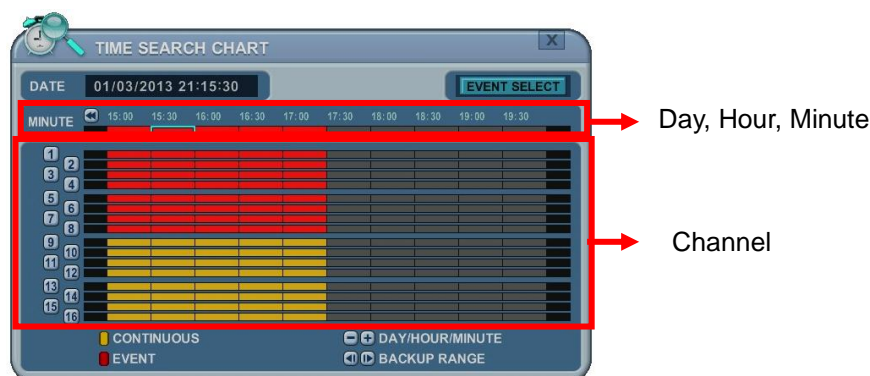 TIME SEARCH CHART X
DATE 01/03/2013 21:15:30 EVENT SELECT
MINUTE 15:00 15:30 16:00 16:30 17:00 17:30 18:00 18:30 19:00 19:30
Day, Hour, Minute
1
2
3
4
5
6
7
8
9
10
11
12
13
14
15
16
Channel
CONTINUOUS - + DAY/HOUR/MINUTE
EVENT BACKUP RANGE